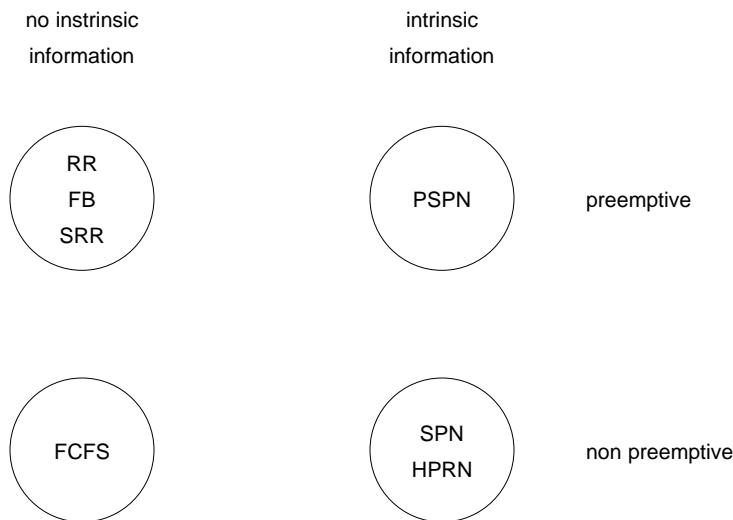 no instrinsic
information
intrinsic
information
RR
FB
SRR
PSPN
preemptive
FCFS
SPN
HPRN
non preemptive